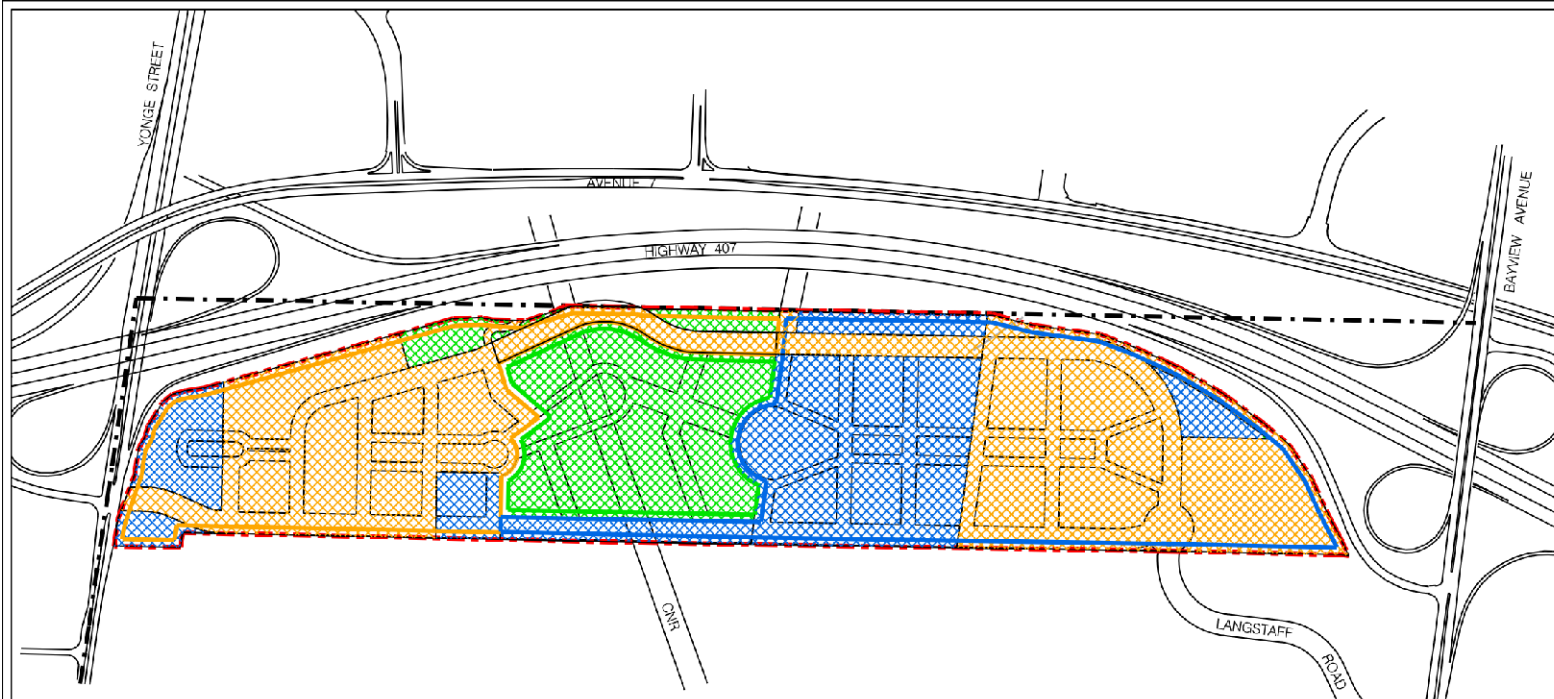 YONGE STREET
AVENUE 7
HIGHWAY 407
BAYVIEW AVENUE
CNR
LANGSTAFF
ROAD